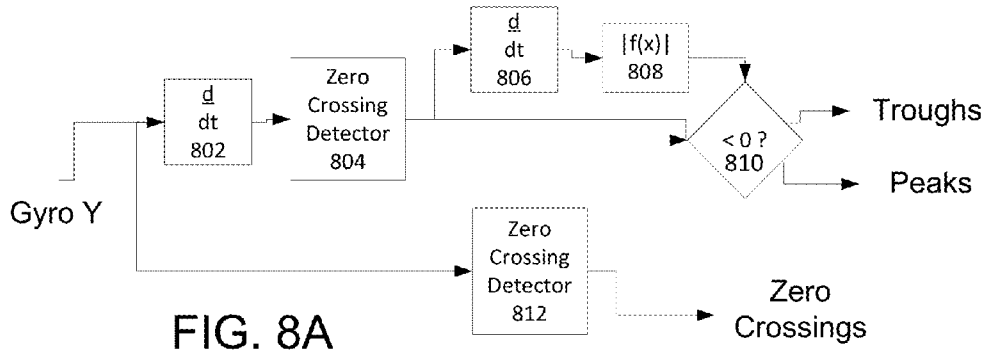 d
dt
806
|f(x)|
808
d
dt
802
Zero
Crossing
Detector
804
< 0 ?
810
Troughs
Peaks
Gyro Y
Zero
Crossing
Detector
812
Zero
Crossings
FIG. 8A